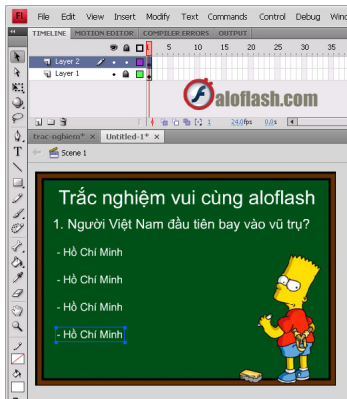 FL File Edit View Insert Modify Text Commands Control Debug
TIMELINE MOTION EDITOR COMPILER ERRORS OUTPUT
5 10 15 20 25 30 35
Layer 2
Layer 1
aloflash.com
1 24.0fps 0.0s
trac-nghiem* × Untitled-1* ×
Scene 1
Trắc nghiệm vui cùng aloflash
1. Người Việt Nam đầu tiên bay vào vũ trụ?
- Hồ Chí Minh
- Hồ Chí Minh
- Hồ Chí Minh
- Hồ Chí Minh